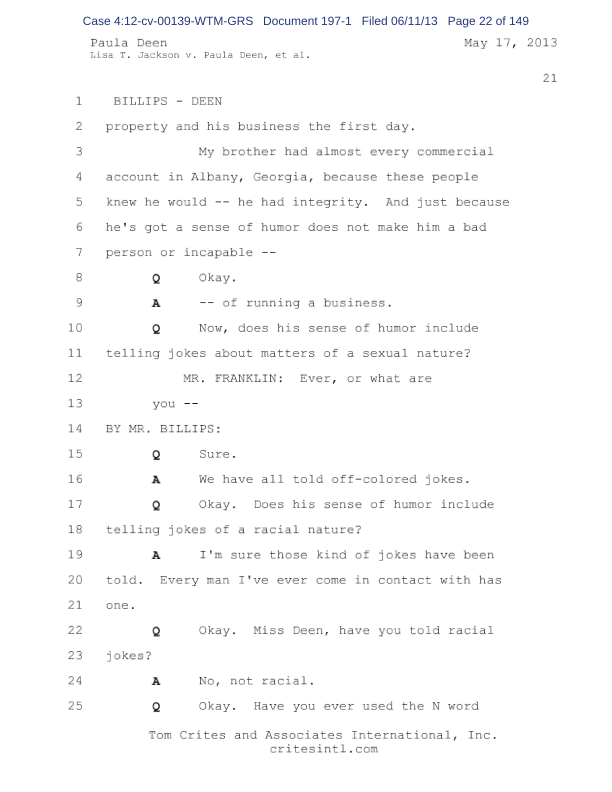 Case 4:12-cv-00139-WTM-GRS Document 197-1 Filed 06/11/13 Page 22 of 149
Paula Deen May 17, 2013
Lisa T. Jackson v. Paula Deen, et al.
21
1 BILLIPS - DEEN
2 property and his business the first day.
3 My brother had almost every commercial
4 account in Albany, Georgia, because these people
5 knew he would -- he had integrity. And just because
6 he's got a sense of humor does not make him a bad
7 person or incapable --
8 Q Okay.
9 A -- of running a business.
10 Q Now, does his sense of humor include
11 telling jokes about matters of a sexual nature?
12 MR. FRANKLIN: Ever, or what are
13 you --
14 BY MR. BILLIPS:
15 Q Sure.
16 A We have all told off-colored jokes.
17 Q Okay. Does his sense of humor include
18 telling jokes of a racial nature?
19 A I'm sure those kind of jokes have been
20 told. Every man I've ever come in contact with has
21 one.
22 Q Okay. Miss Deen, have you told racial
23 jokes?
24 A No, not racial.
25 Q Okay. Have you ever used the N word
Tom Crites and Associates International, Inc.
critesintl.com